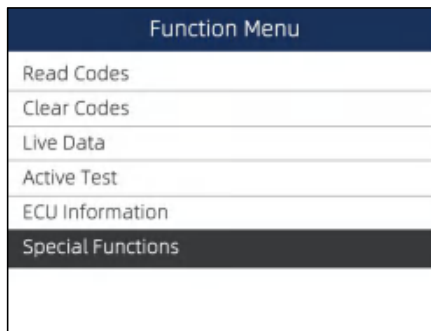 Function Menu
Read Codes
Clear Codes
Live Data
Active Test
ECU Information
Special Functions